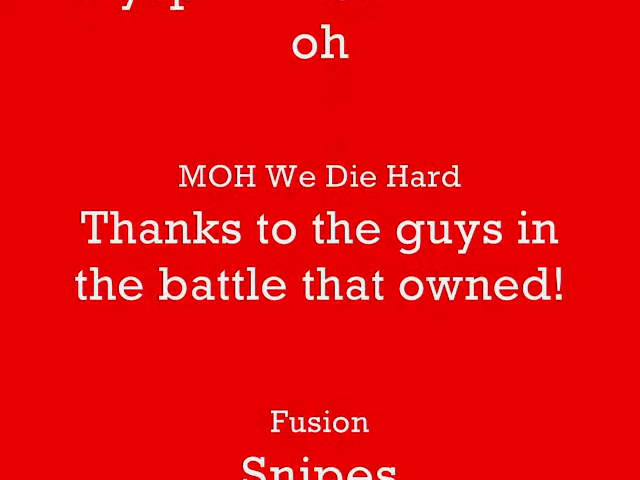 oh
MOH We Die Hard
Thanks to the guys in
the battle that owned!
Fusion
Snipes